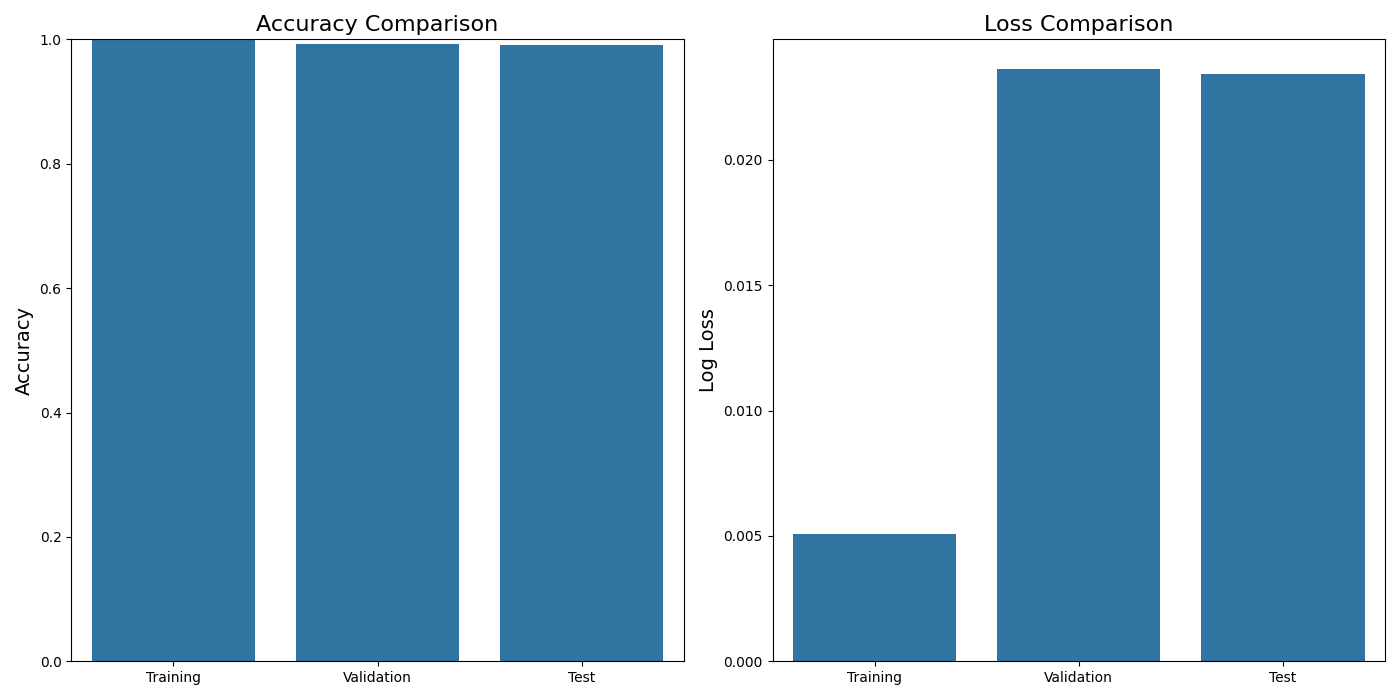 Accuracy Comparison
Accuracy
1.0
0.8
0.6
0.4
0.2
0.0
Training Validation Test
Loss Comparison
Log Loss
0.020
0.015
0.010
0.005
0.000
Training Validation Test